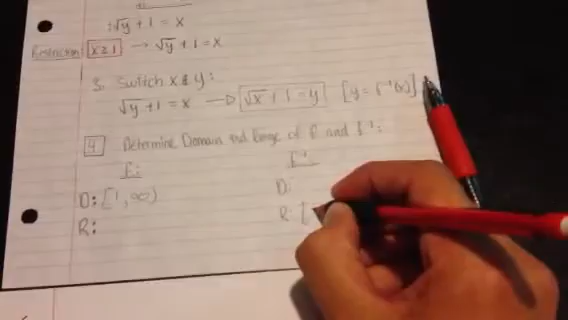 ±√y + 1 = x
Restriction: x ≥ 1 → √y + 1 = x
3. Switch x & y:
√y + 1 = x → √x + 1 = y [y = f⁻¹(x)]
4 Determine Domain and Range of f and f⁻¹:
f: f⁻¹
D: [1, ∞) D:
R: R: [